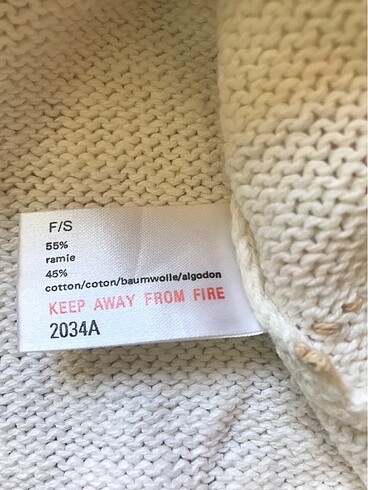 F/S
55%
ramie
45%
cotton/coton/baumwolle/algodon
KEEP AWAY FROM FIRE
2034A